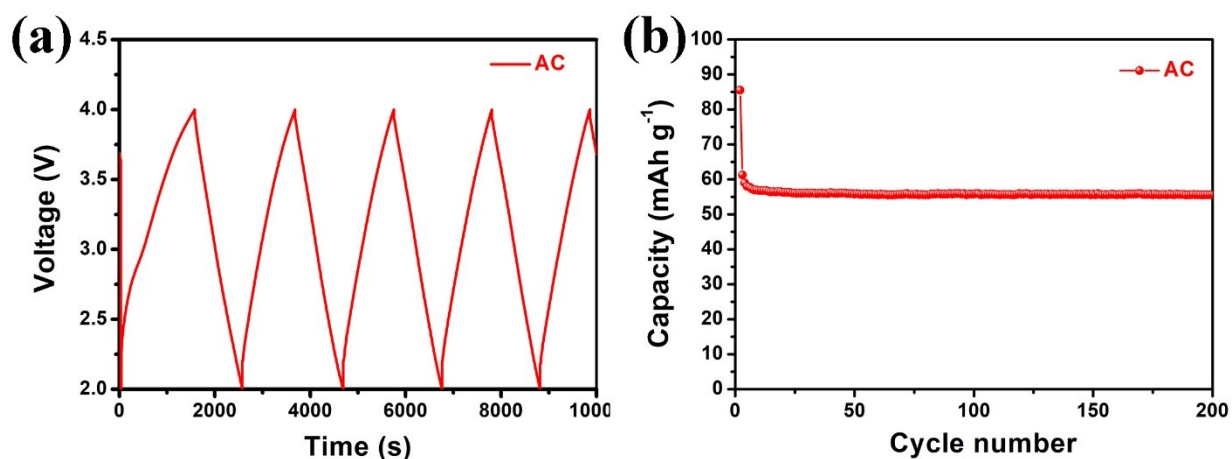 (a)
4.5
4.0
3.5
3.0
2.5
2.0
Voltage (V)
AC
0 2000 4000 6000 8000 1000
Time (s)
(b)
100
90
80
70
60
50
40
30
20
10
0
Capacity (mAh g⁻¹)
AC
0 50 100 150 200
Cycle number